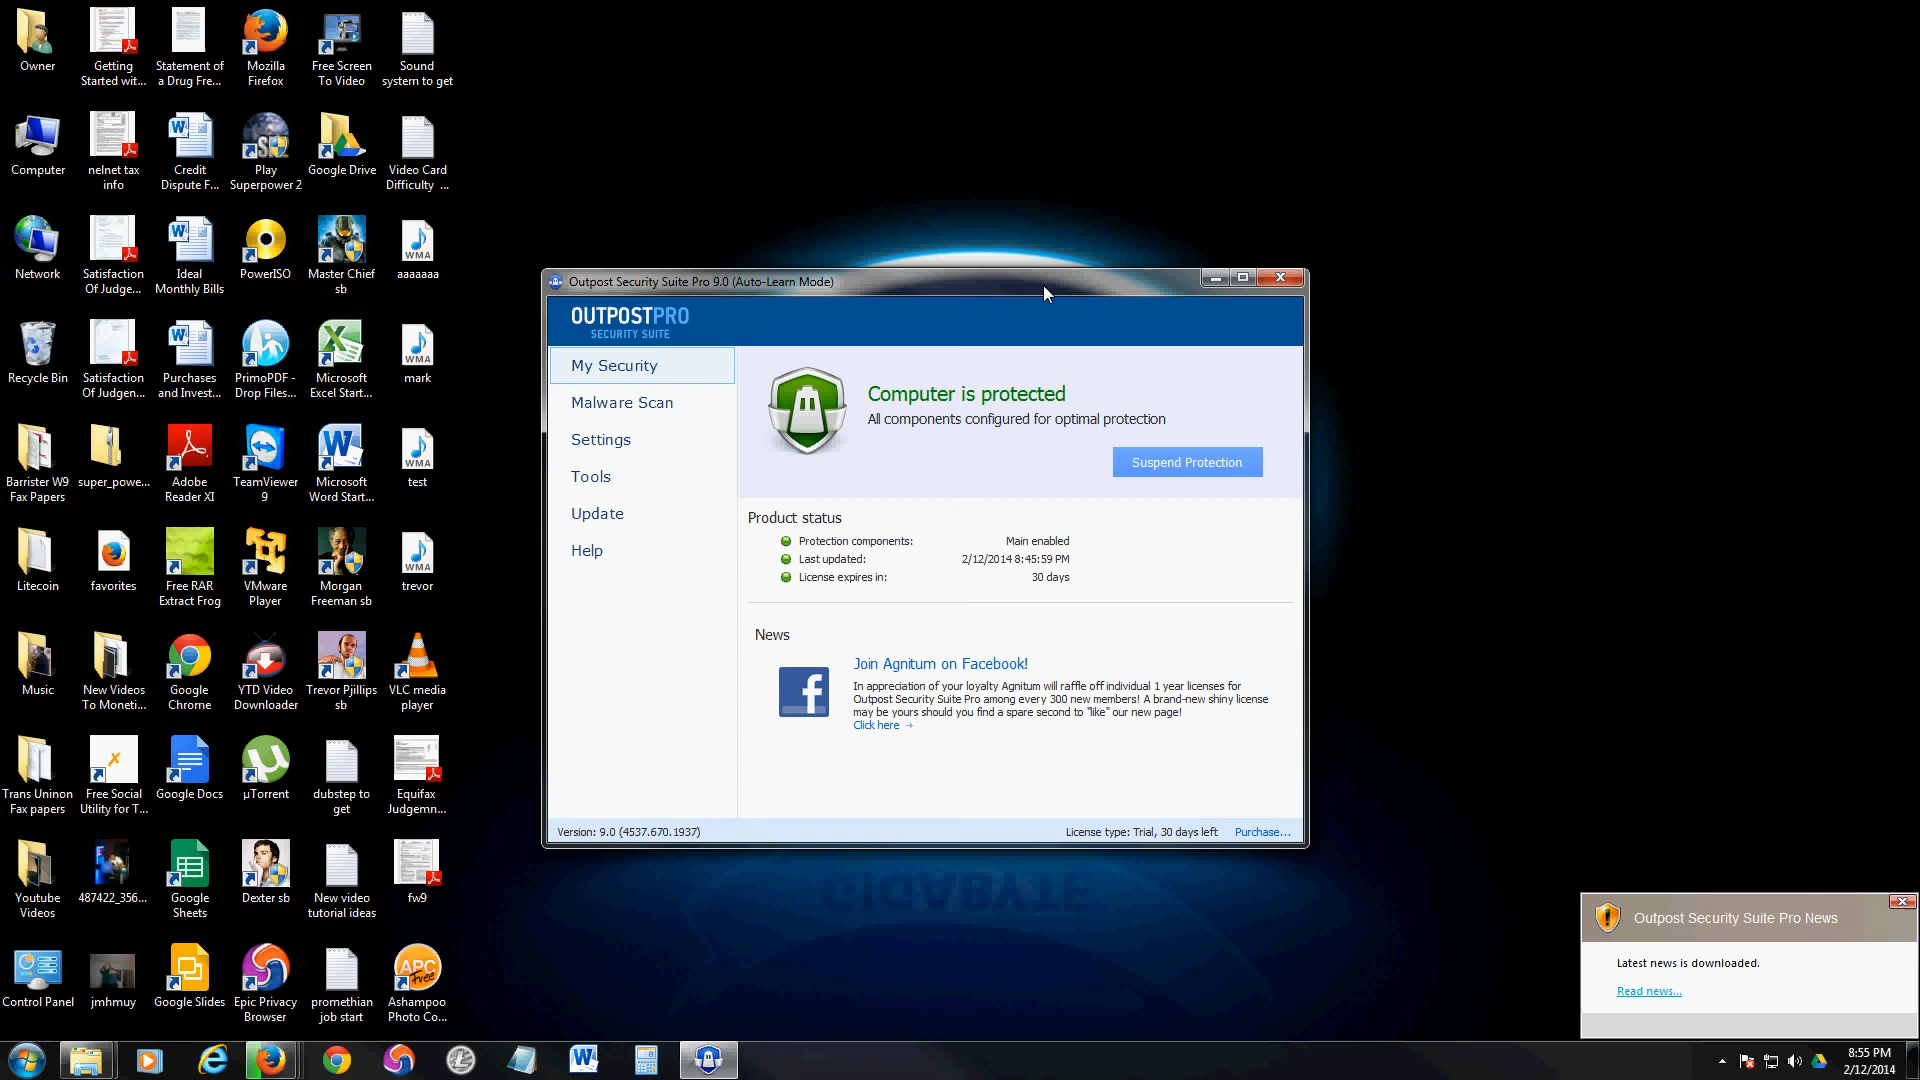 Owner
Getting
Started wit...
Statement of
a Drug Fre...
Mozilla
Firefox
Free Screen
To Video
Sound
system to get
Computer
nelnet tax
info
Credit
Dispute F...
Play
Superpower 2
Google Drive
Video Card
Difficulty ...
Network
Satisfaction
Of Judge...
Ideal
Monthly Bills
PowerISO
Master Chief
sb
WMA
aaaaaaa
Recycle Bin
Satisfaction
Of Judgen...
Purchases
and Invest...
PrimoPDF -
Drop Files...
Microsoft
Excel Start...
WMA
mark
Barrister W9
Fax Papers
super_powe...
Adobe
Reader XI
TeamViewer
9
Microsoft
Word Start...
WMA
test
Litecoin
favorites
Free RAR
Extract Frog
VMware
Player
Morgan
Freeman sb
WMA
trevor
Music
New Videos
To Moneti...
Google
Chrome
YTD Video
Downloader
Trevor Pjillips
sb
VLC media
player
Trans Uninon
Fax papers
Free Social
Utility for T...
Google Docs
µTorrent
dubstep to
get
Equifax
Judgemn...
Youtube
Videos
487422_356...
Google
Sheets
Dexter sb
New video
tutorial ideas
fw9
Control Panel
jmhmuy
Google Slides
Epic Privacy
Browser
promethian
job start
APC
Free
Ashampoo
Photo Co...
Outpost Security Suite Pro 9.0 (Auto-Learn Mode)
OUTPOSTPRO
SECURITY SUITE
My Security
Malware Scan
Settings
Tools
Update
Help
Computer is protected
All components configured for optimal protection
Suspend Protection
Product status
Protection components: Main enabled
Last updated: 2/12/2014 8:45:59 PM
License expires in: 30 days
News
Join Agnitum on Facebook!
In appreciation of your loyalty Agnitum will raffle off individual 1 year licenses for
Outpost Security Suite Pro among every 300 new members! A brand-new shiny license
may be yours should you find a spare second to "like" our new page!
Click here →
Version: 9.0 (4537.670.1937)
License type: Trial, 30 days left Purchase...
GIGABYTE
Outpost Security Suite Pro News
Latest news is downloaded.
Read news...
8:55 PM
2/12/2014